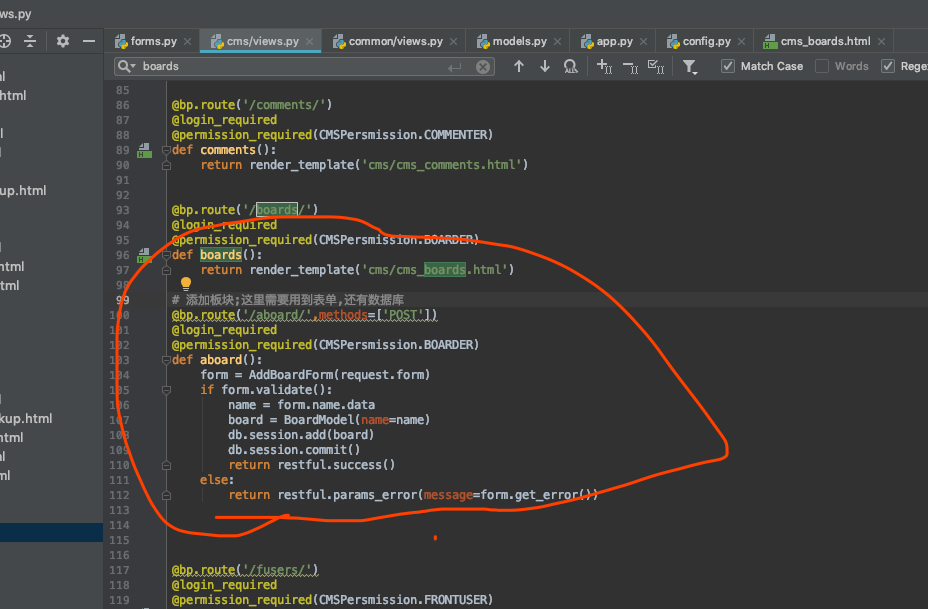 ws.py
forms.py
cms/views.py
common/views.py
models.py
app.py
config.py
cms_boards.html
boards
Match Case
Words
Rege
html
up.html
html
tml
kup.html
html
85
86 @bp.route('/comments/')
87 @login_required
88 @permission_required(CMSPersmission.COMMENTER)
89 def comments():
90 return render_template('cms/cms_comments.html')
91
92
93 @bp.route('/boards/')
94 @login_required
95 @permission_required(CMSPersmission.BOARDER)
96 def boards():
97 return render_template('cms/cms_boards.html')
98
99 # 添加板块;这里需要用到表单,还有数据库
100 @bp.route('/aboard/',methods=['POST'])
101 @login_required
102 @permission_required(CMSPersmission.BOARDER)
103 def aboard():
104 form = AddBoardForm(request.form)
105 if form.validate():
106 name = form.name.data
107 board = BoardModel(name=name)
108 db.session.add(board)
109 db.session.commit()
110 return restful.success()
111 else:
112 return restful.params_error(message=form.get_error())
113
114
115
116
117 @bp.route('/fusers/')
118 @login_required
119 @permission_required(CMSPersmission.FRONTUSER)